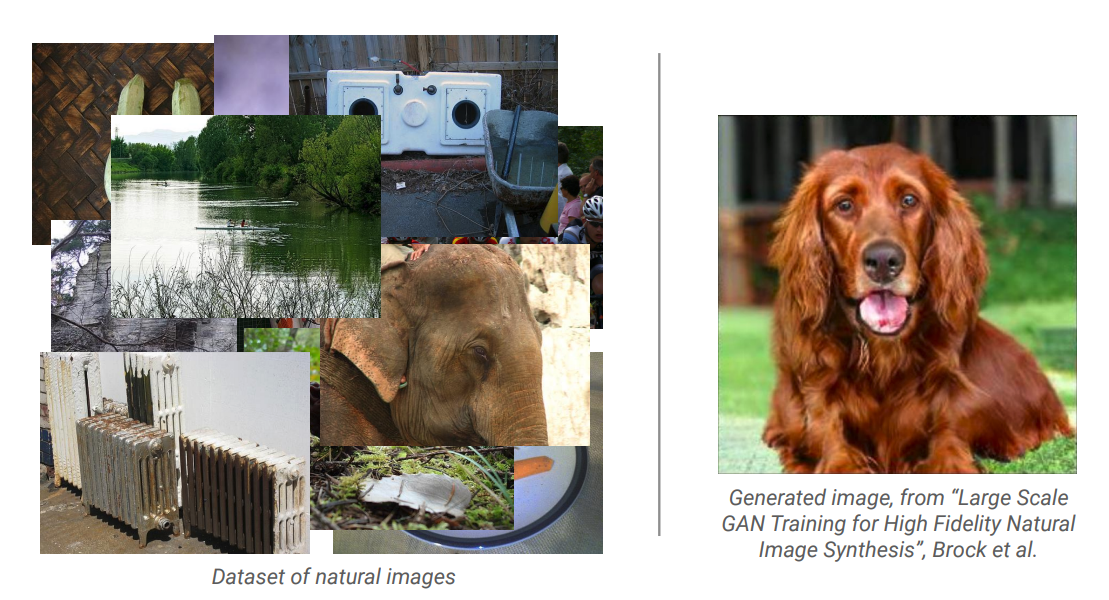 Dataset of natural images
Generated image, from “Large Scale
GAN Training for High Fidelity Natural
Image Synthesis”, Brock et al.